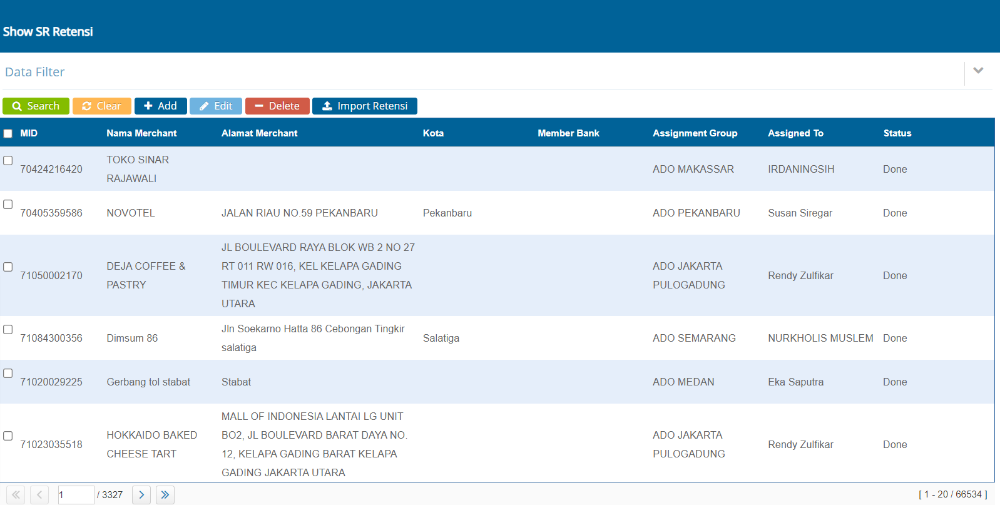 Show SR Retensi
Data Filter
Search Clear Add Edit Delete Import Retensi
MID Nama Merchant Alamat Merchant Kota Member Bank Assignment Group Assigned To Status
TOKO SINAR
70424216420 ADO MAKASSAR IRDANINGSIH Done
RAJAWALI
70405359586 NOVOTEL JALAN RIAU NO.59 PEKANBARU Pekanbaru ADO PEKANBARU Susan Siregar Done
JL BOULEVARD RAYA BLOK WB 2 NO 27
DEJA COFFEE & RT 011 RW 016, KEL KELAPA GADING ADO JAKARTA
71050002170 Rendy Zulfikar Done
PASTRY TIMUR KEC KELAPA GADING, JAKARTA PULOGADUNG
UTARA
Jln Soekarno Hatta 86 Cebongan Tingkir
71084300356 Dimsum 86 Salatiga ADO SEMARANG NURKHOLIS MUSLEM Done
salatiga
71020029225 Gerbang tol stabat Stabat ADO MEDAN Eka Saputra Done
MALL OF INDONESIA LANTAI LG UNIT
HOKKAIDO BAKED BO2, JL BOULEVARD BARAT DAYA NO. ADO JAKARTA
71023035518 Rendy Zulfikar Done
CHEESE TART 12, KELAPA GADING BARAT KELAPA PULOGADUNG
GADING JAKARTA UTARA
1 / 3327 [ 1 - 20 / 66534 ]